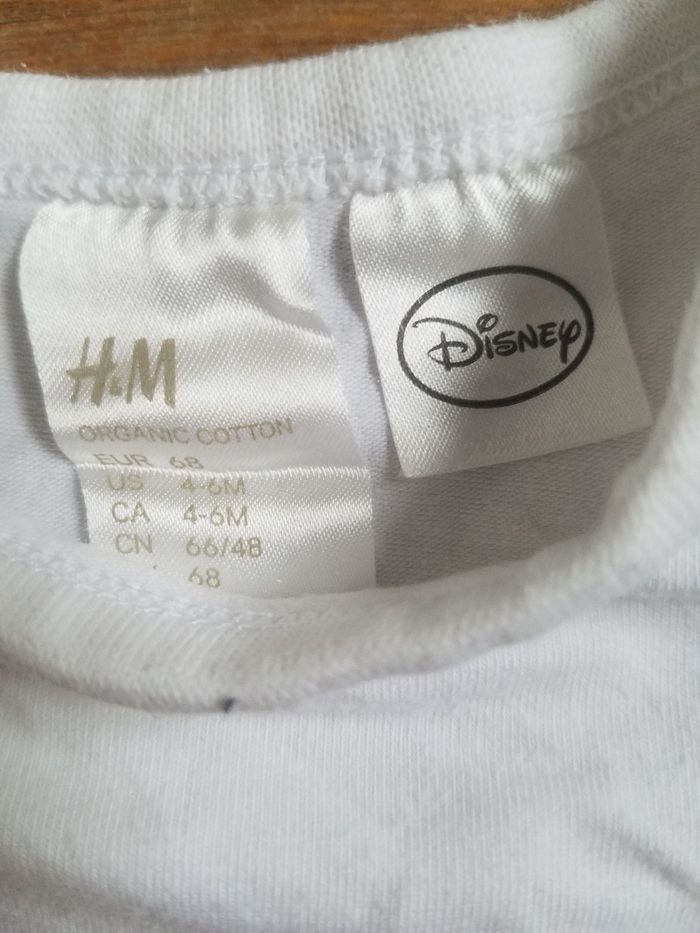 H&M
ORGANIC COTTON
EUR 68
US 4-6M
CA 4-6M
CN 66/48
68
Disney